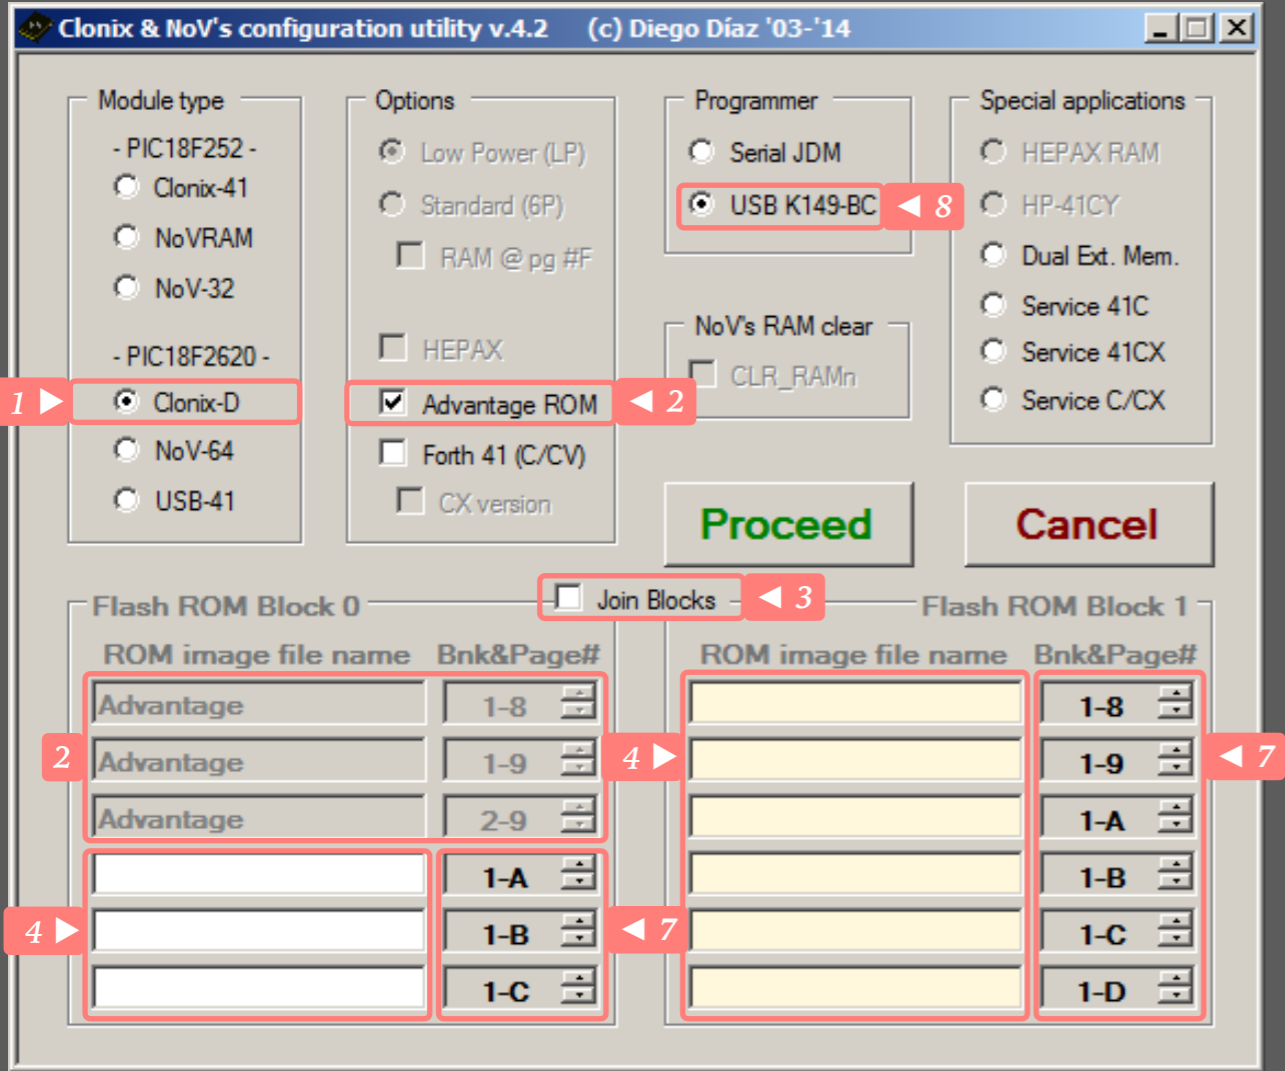 Clonix & NoV's configuration utility v.4.2 (c) Diego Díaz '03-'14
Module type
- PIC18F252 -
Clonix-41
NoVRAM
NoV-32
- PIC18F2620 -
1
Clonix-D
NoV-64
USB-41
Options
Low Power (LP)
Standard (6P)
RAM @ pg #F
HEPAX
Advantage ROM
2
Forth 41 (C/CV)
CX version
Programmer
Serial JDM
USB K149-BC
8
NoV's RAM clear
CLR_RAMn
Special applications
HEPAX RAM
HP-41CY
Dual Ext. Mem.
Service 41C
Service 41CX
Service C/CX
Proceed
Cancel
Join Blocks
3
Flash ROM Block 0
ROM image file name Bnk&Page#
Advantage 1-8
2
Advantage 1-9
Advantage 2-9
1-A
4
1-B
7
1-C
Flash ROM Block 1
ROM image file name Bnk&Page#
1-8
4
1-9
7
1-A
1-B
1-C
1-D